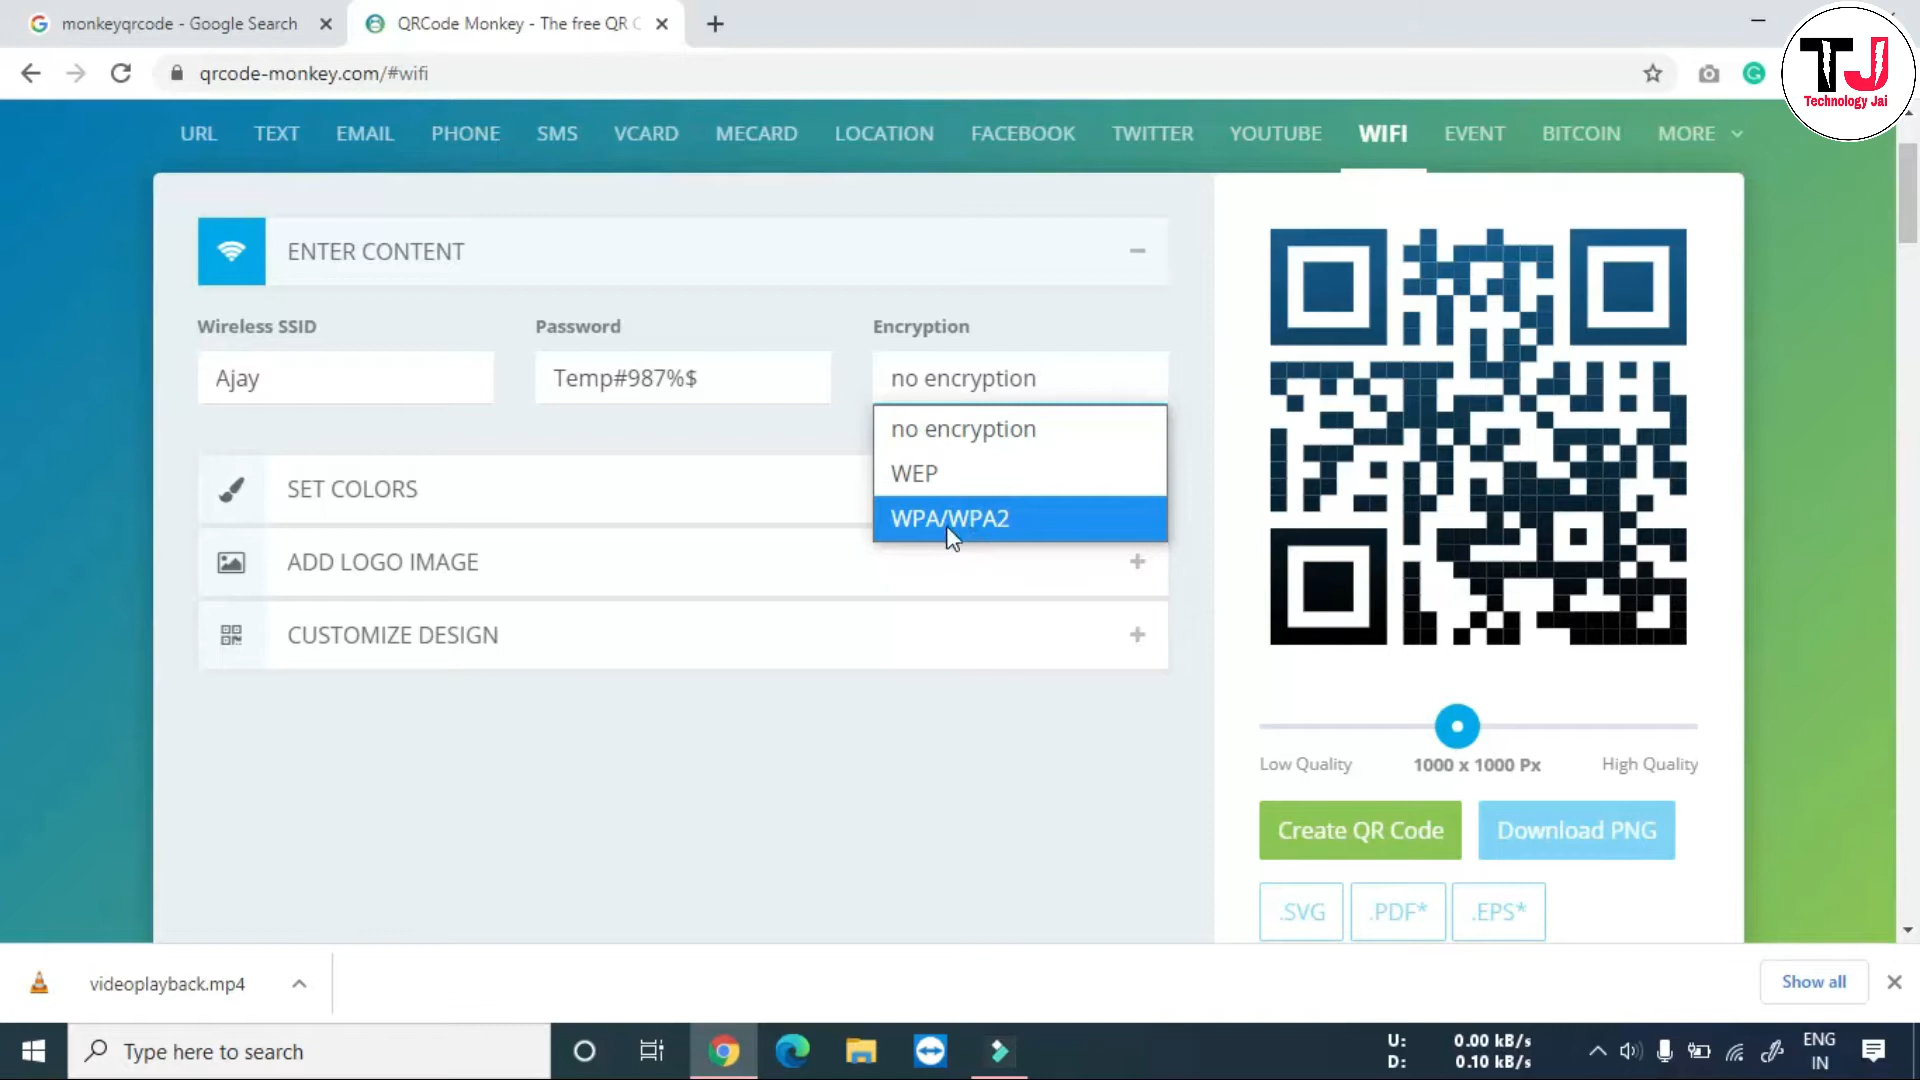 monkeyqrcode - Google Search
QRCode Monkey - The free QR C
qrcode-monkey.com/#wifi
TJ
Technology Jai
URL TEXT EMAIL PHONE SMS VCARD MECARD LOCATION FACEBOOK TWITTER YOUTUBE WIFI EVENT BITCOIN MORE
ENTER CONTENT
Wireless SSID Password Encryption
Ajay Temp#987%$ no encryption
no encryption
WEP
WPA/WPA2
SET COLORS
ADD LOGO IMAGE
CUSTOMIZE DESIGN
Low Quality 1000 x 1000 Px High Quality
Create QR Code Download PNG
.SVG .PDF* .EPS*
videoplayback.mp4
Show all
Type here to search
U: 0.00 kB/s
D: 0.10 kB/s
ENG
IN